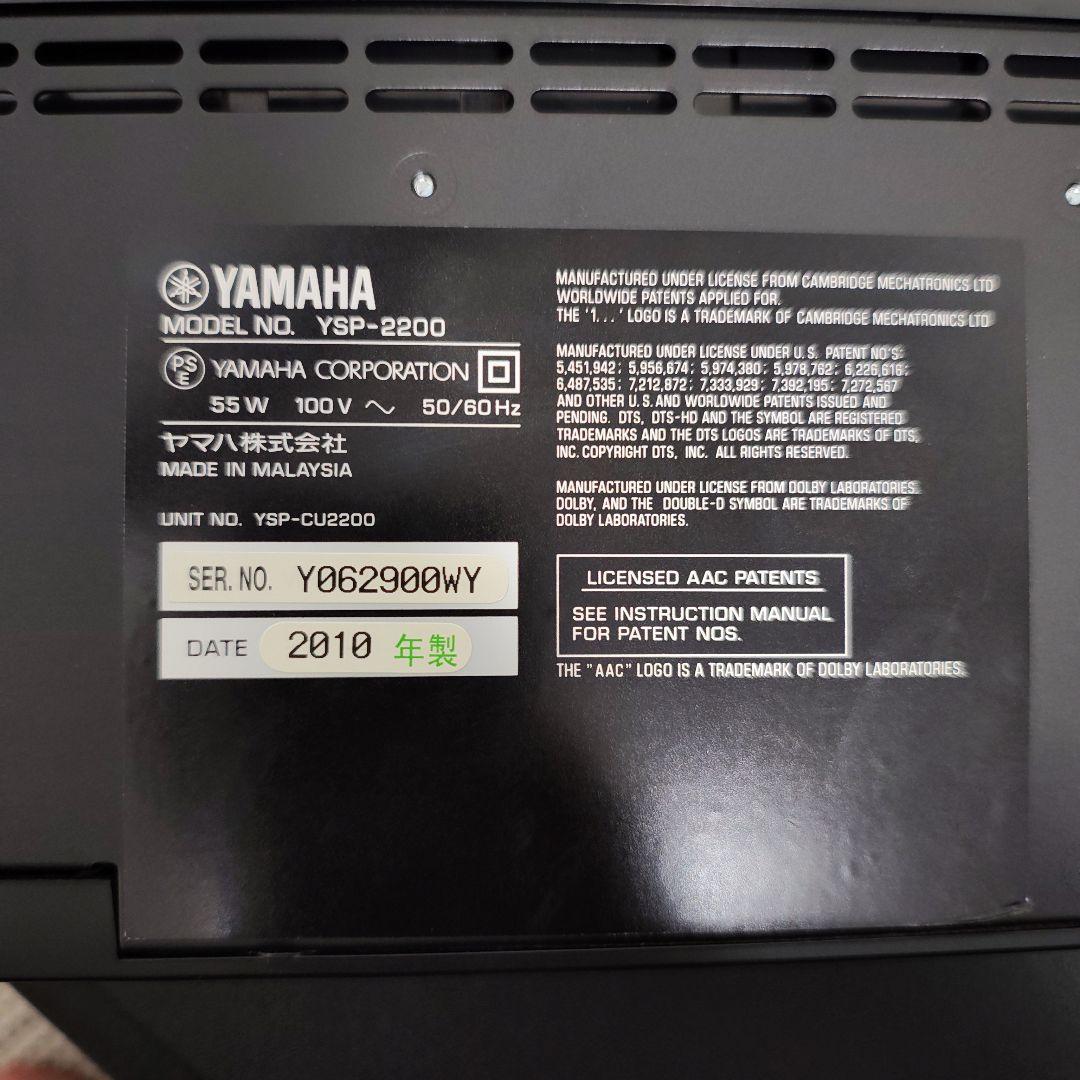 YAMAHA
MODEL NO. YSP-2200
PSE YAMAHA CORPORATION
55W 100V ～ 50/60Hz
ヤマハ株式会社
MADE IN MALAYSIA
UNIT NO. YSP-CU2200
SER. NO. Y062900WY
DATE 2010 年製
MANUFACTURED UNDER LICENSE FROM CAMBRIDGE MECHATRONICS LTD
WORLDWIDE PATENTS APPLIED FOR.
THE '1...' LOGO IS A TRADEMARK OF CAMBRIDGE MECHATRONICS LTD
MANUFACTURED UNDER LICENSE UNDER U.S. PATENT NO'S:
5,451,942; 5,956,674; 5,974,380; 5,978,762; 6,226,616;
6,487,535; 7,212,872; 7,333,929; 7,392,195; 7,272,567
AND OTHER U.S. AND WORLDWIDE PATENTS ISSUED AND
PENDING. DTS, DTS-HD AND THE SYMBOL ARE REGISTERED
TRADEMARKS AND THE DTS LOGOS ARE TRADEMARKS OF DTS,
INC. COPYRIGHT DTS, INC. ALL RIGHTS RESERVED.
MANUFACTURED UNDER LICENSE FROM DOLBY LABORATORIES.
DOLBY, AND THE DOUBLE-D SYMBOL ARE TRADEMARKS OF
DOLBY LABORATORIES.
LICENSED AAC PATENTS
SEE INSTRUCTION MANUAL
FOR PATENT NOS.
THE "AAC" LOGO IS A TRADEMARK OF DOLBY LABORATORIES.